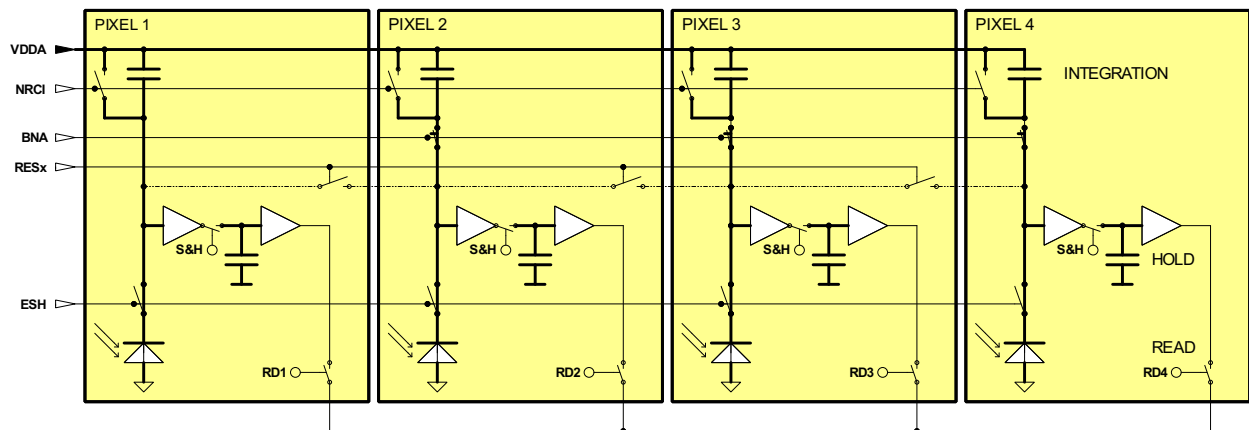 PIXEL 1
PIXEL 2
PIXEL 3
PIXEL 4
VDDA
INTEGRATION
NRCI
BNA
RESx
S&H
S&H
S&H
S&H
HOLD
ESH
READ
RD1
RD2
RD3
RD4